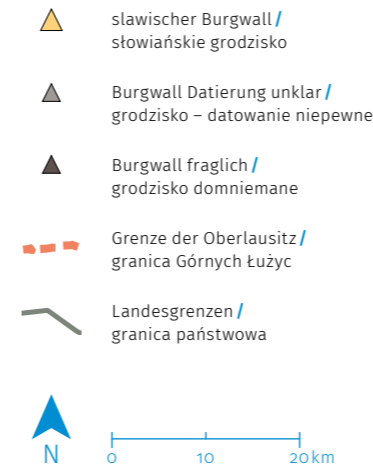 slawischer Burgwall /
słowiańskie grodzisko
Burgwall Datierung unklar /
grodzisko – datowanie niepewne
Burgwall fraglich /
grodzisko domniemane
Grenze der Oberlausitz /
granica Górnych Łużyc
Landesgrenzen /
granica państwowa
N 0 10 20 km